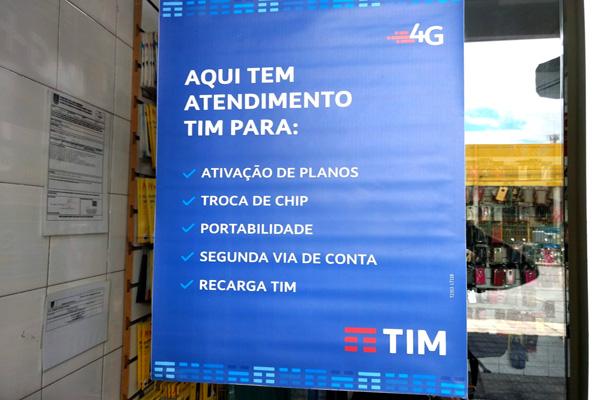 4G
AQUI TEM
ATENDIMENTO
TIM PARA:
ATIVAÇÃO DE PLANOS
TROCA DE CHIP
PORTABILIDADE
SEGUNDA VIA DE CONTA
RECARGA TIM
TIM